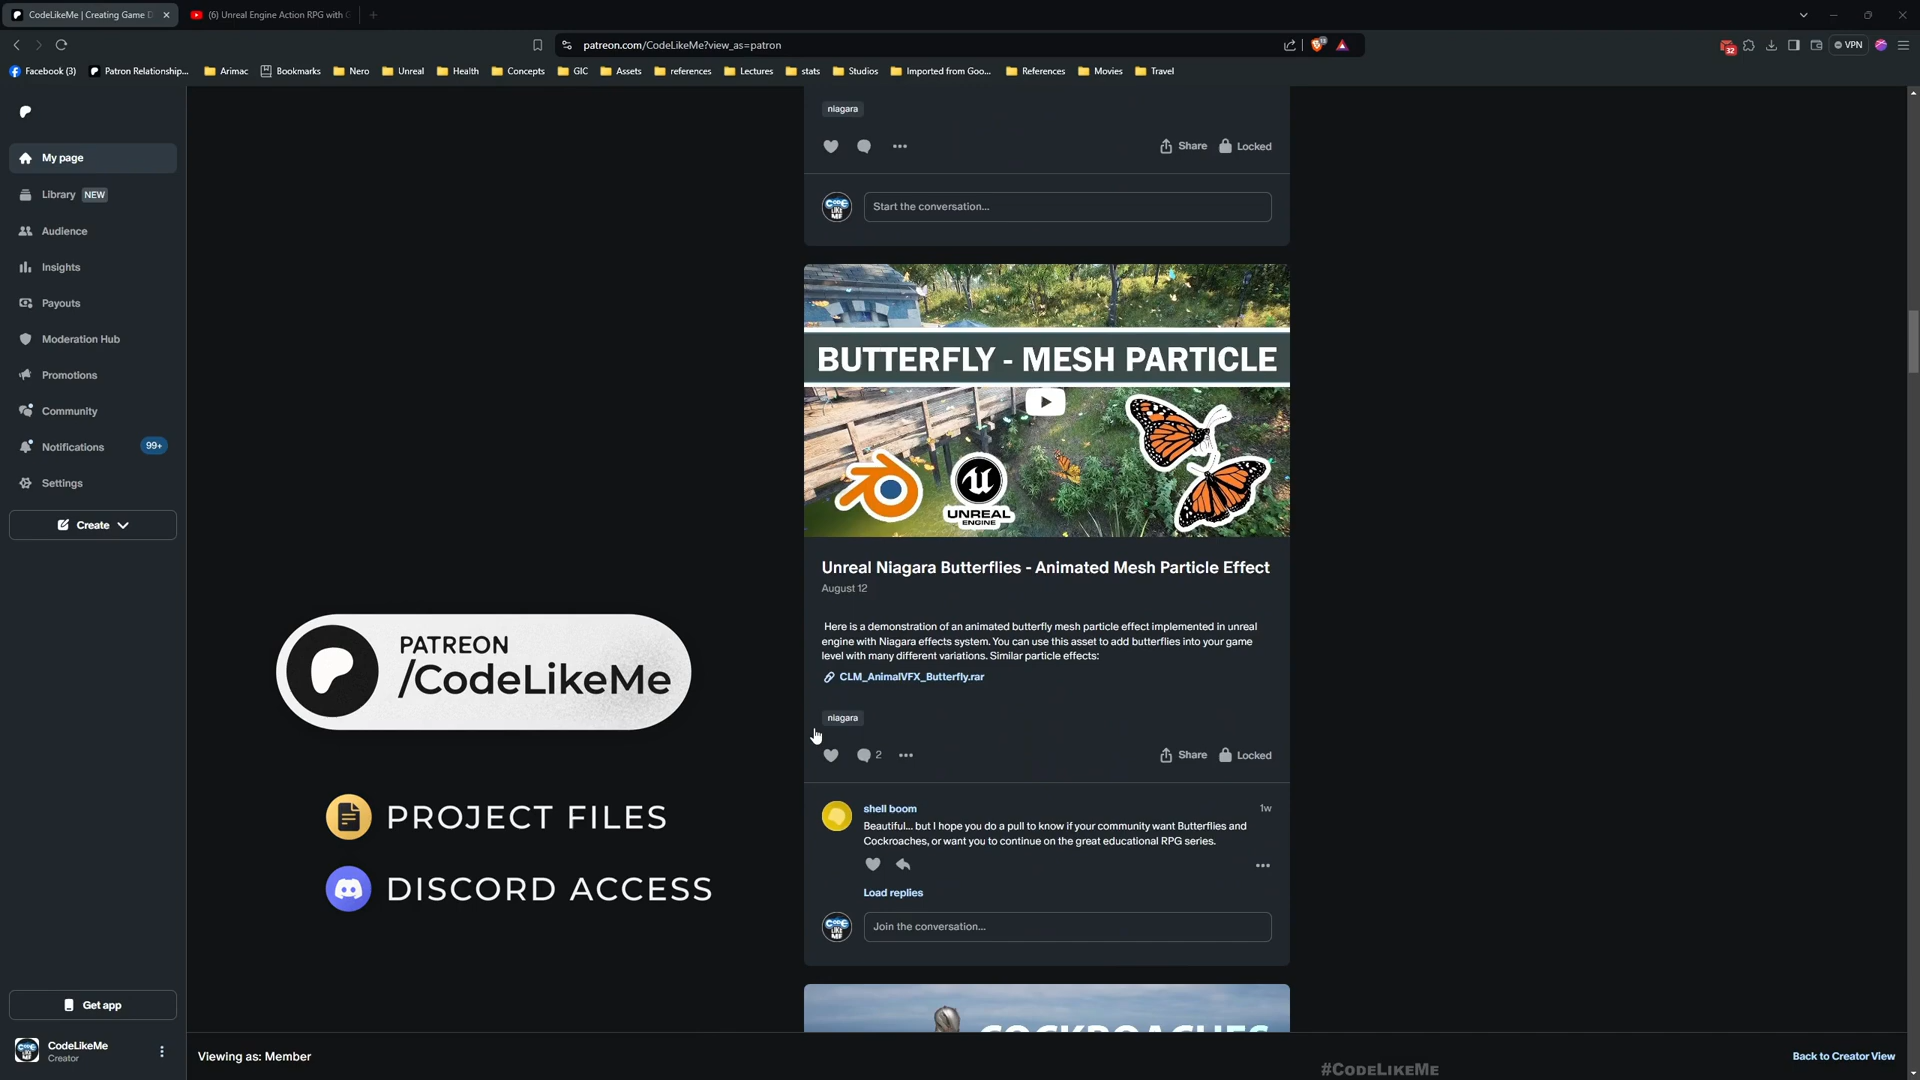 CodeLikeMe | Creating Game D
(6) Unreal Engine Action RPG with G
patreon.com/CodeLikeMe?view_as=patron
32
VPN
Facebook (3)
Patron Relationship...
Arimac
Bookmarks
Nero
Unreal
Health
Concepts
GIC
Assets
references
Lectures
stats
Studios
Imported from Goo...
References
Movies
Travel
My page
Library NEW
Audience
Insights
Payouts
Moderation Hub
Promotions
Community
Notifications 99+
Settings
Create
Get app
CodeLikeMe
Creator
PATREON
/CodeLikeMe
PROJECT FILES
DISCORD ACCESS
niagara
Share
Locked
CODE LIKE ME
Start the conversation...
BUTTERFLY - MESH PARTICLE
UNREAL
ENGINE
Unreal Niagara Butterflies - Animated Mesh Particle Effect
August 12
Here is a demonstration of an animated butterfly mesh particle effect implemented in unreal
engine with Niagara effects system. You can use this asset to add butterflies into your game
level with many different variations. Similar particle effects:
CLM_AnimalVFX_Butterfly.rar
niagara
2
Share
Locked
shell boom
1w
Beautiful... but I hope you do a pull to know if your community want Butterflies and
Cockroaches, or want you to continue on the great educational RPG series.
Load replies
CODE LIKE ME
Join the conversation...
COCKROACHES
Viewing as: Member
Back to Creator View
#CODELIKEME